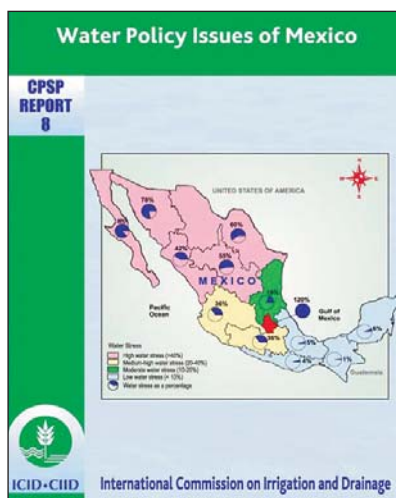 Water Policy Issues of Mexico
CPSP
REPORT
8
UNITED STATES OF AMERICA
78%
60%
42%
55%
MEXICO
120%
Pacific
Ocean
Gulf of
Mexico
36%
Water Stress
High water stress (>40%)
Medium-high water stress (20-40%)
Moderate water stress (10-20%)
Low water stress (< 10%)
Water stress as a percentage
Guatemala
ICID•CIID
International Commission on Irrigation and Drainage